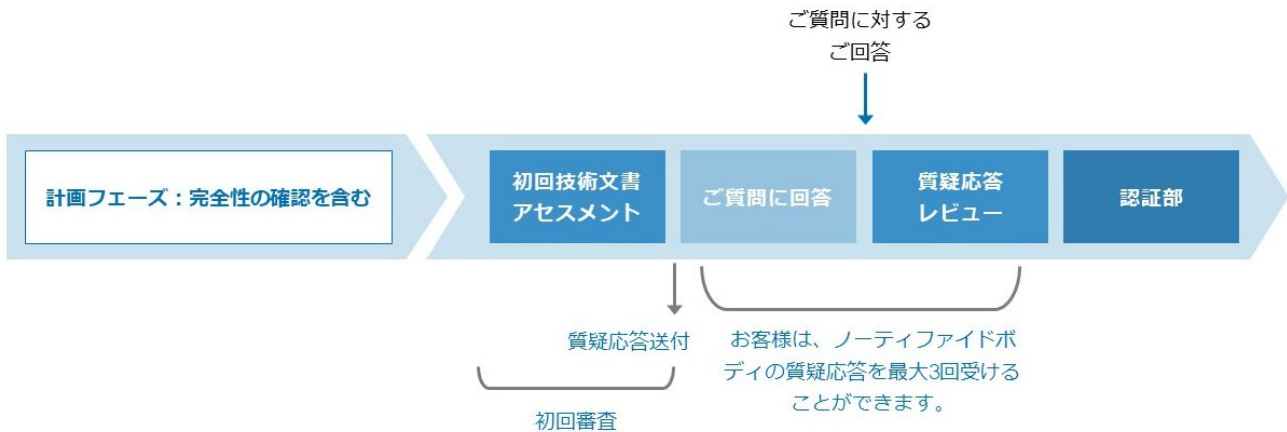 ご質問に対する
ご回答
計画フェーズ：完全性の確認を含む
初回技術文書
アセスメント
ご質問に回答
質疑応答
レビュー
認証部
質疑応答送付
お客様は、ノーティファイドボ
ディの質疑応答を最大3回受ける
ことができます。
初回審査